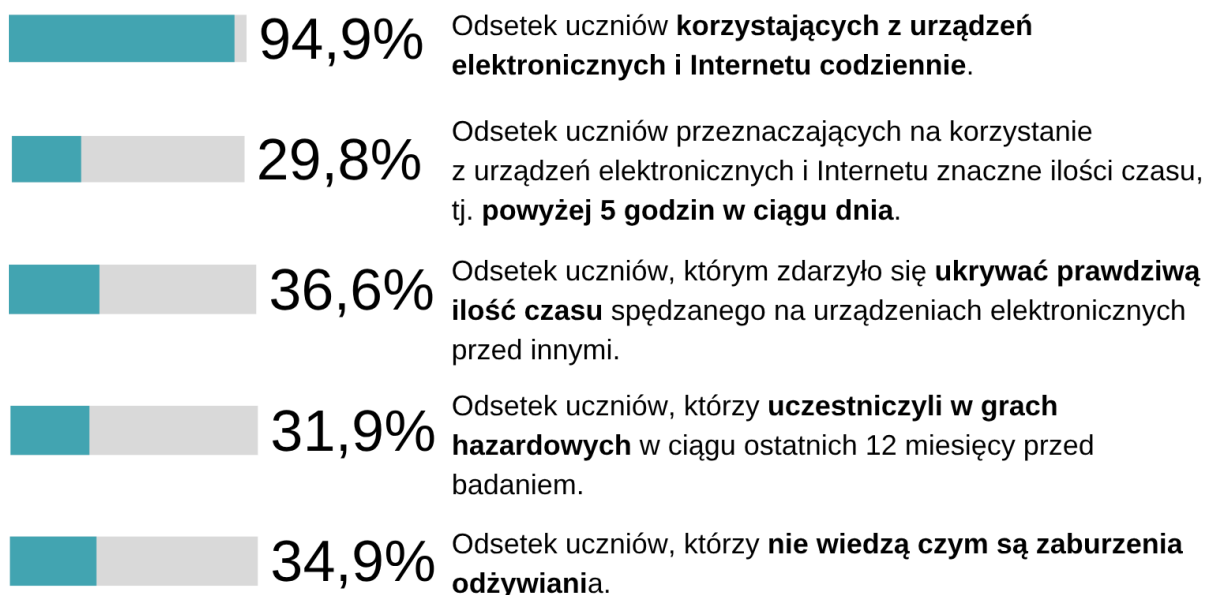 94,9%
Odsetek uczniów korzystających z urządzeń
elektronicznych i Internetu codziennie.
29,8%
Odsetek uczniów przeznaczających na korzystanie
z urządzeń elektronicznych i Internetu znaczne ilości czasu,
tj. powyżej 5 godzin w ciągu dnia.
36,6%
Odsetek uczniów, którym zdarzyło się ukrywać prawdziwą
ilość czasu spędzanego na urządzeniach elektronicznych
przed innymi.
31,9%
Odsetek uczniów, którzy uczestniczyli w grach
hazardowych w ciągu ostatnich 12 miesięcy przed
badaniem.
34,9%
Odsetek uczniów, którzy nie wiedzą czym są zaburzenia
odżywiania.